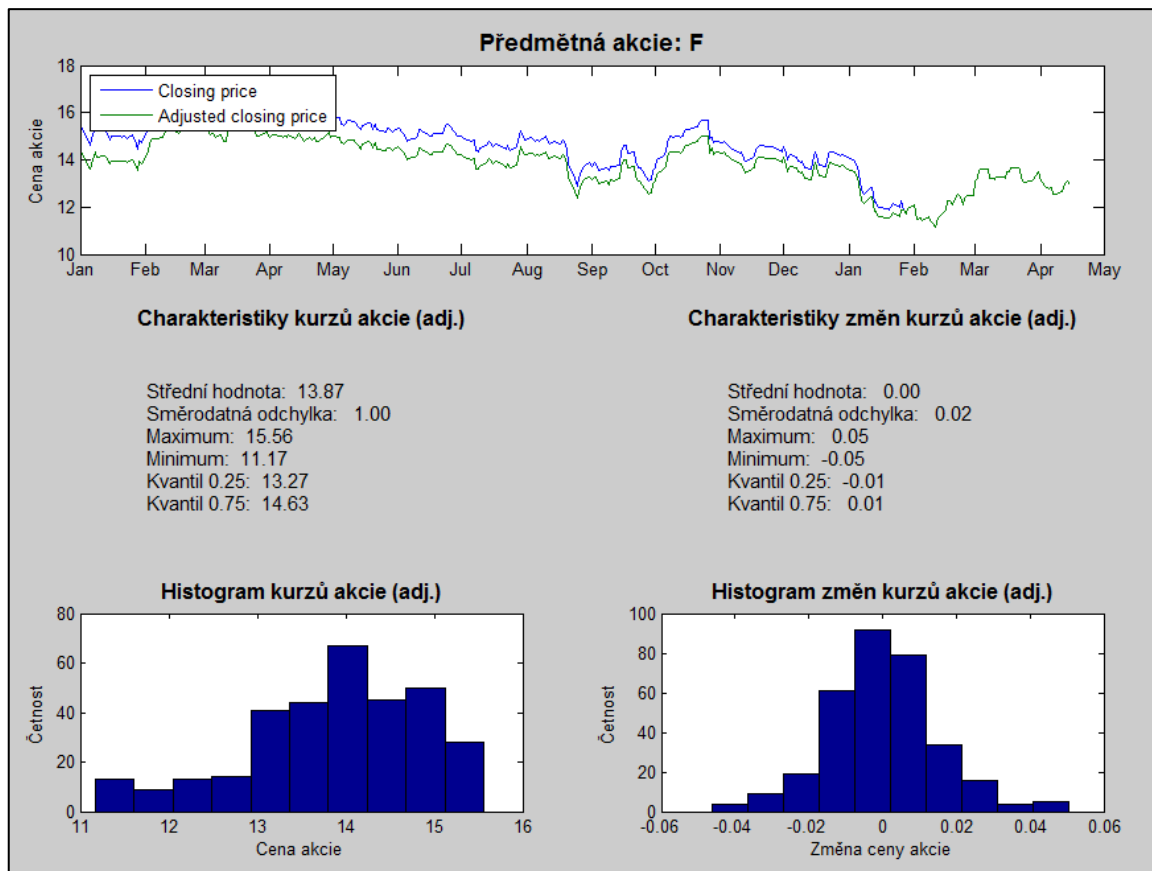 Předmětná akcie: F
18
16
14
12
10
Cena akcie
Closing price
Adjusted closing price
Jan Feb Mar Apr May Jun Jul Aug Sep Oct Nov Dec Jan Feb Mar Apr May
Charakteristiky kurzů akcie (adj.)
Střední hodnota: 13.87
Směrodatná odchylka: 1.00
Maximum: 15.56
Minimum: 11.17
Kvantil 0.25: 13.27
Kvantil 0.75: 14.63
Charakteristiky změn kurzů akcie (adj.)
Střední hodnota: 0.00
Směrodatná odchylka: 0.02
Maximum: 0.05
Minimum: -0.05
Kvantil 0.25: -0.01
Kvantil 0.75: 0.01
Histogram kurzů akcie (adj.)
80
60
40
20
0
Četnost
11 12 13 14 15 16
Cena akcie
Histogram změn kurzů akcie (adj.)
100
80
60
40
20
0
Četnost
-0.06 -0.04 -0.02 0 0.02 0.04 0.06
Změna ceny akcie